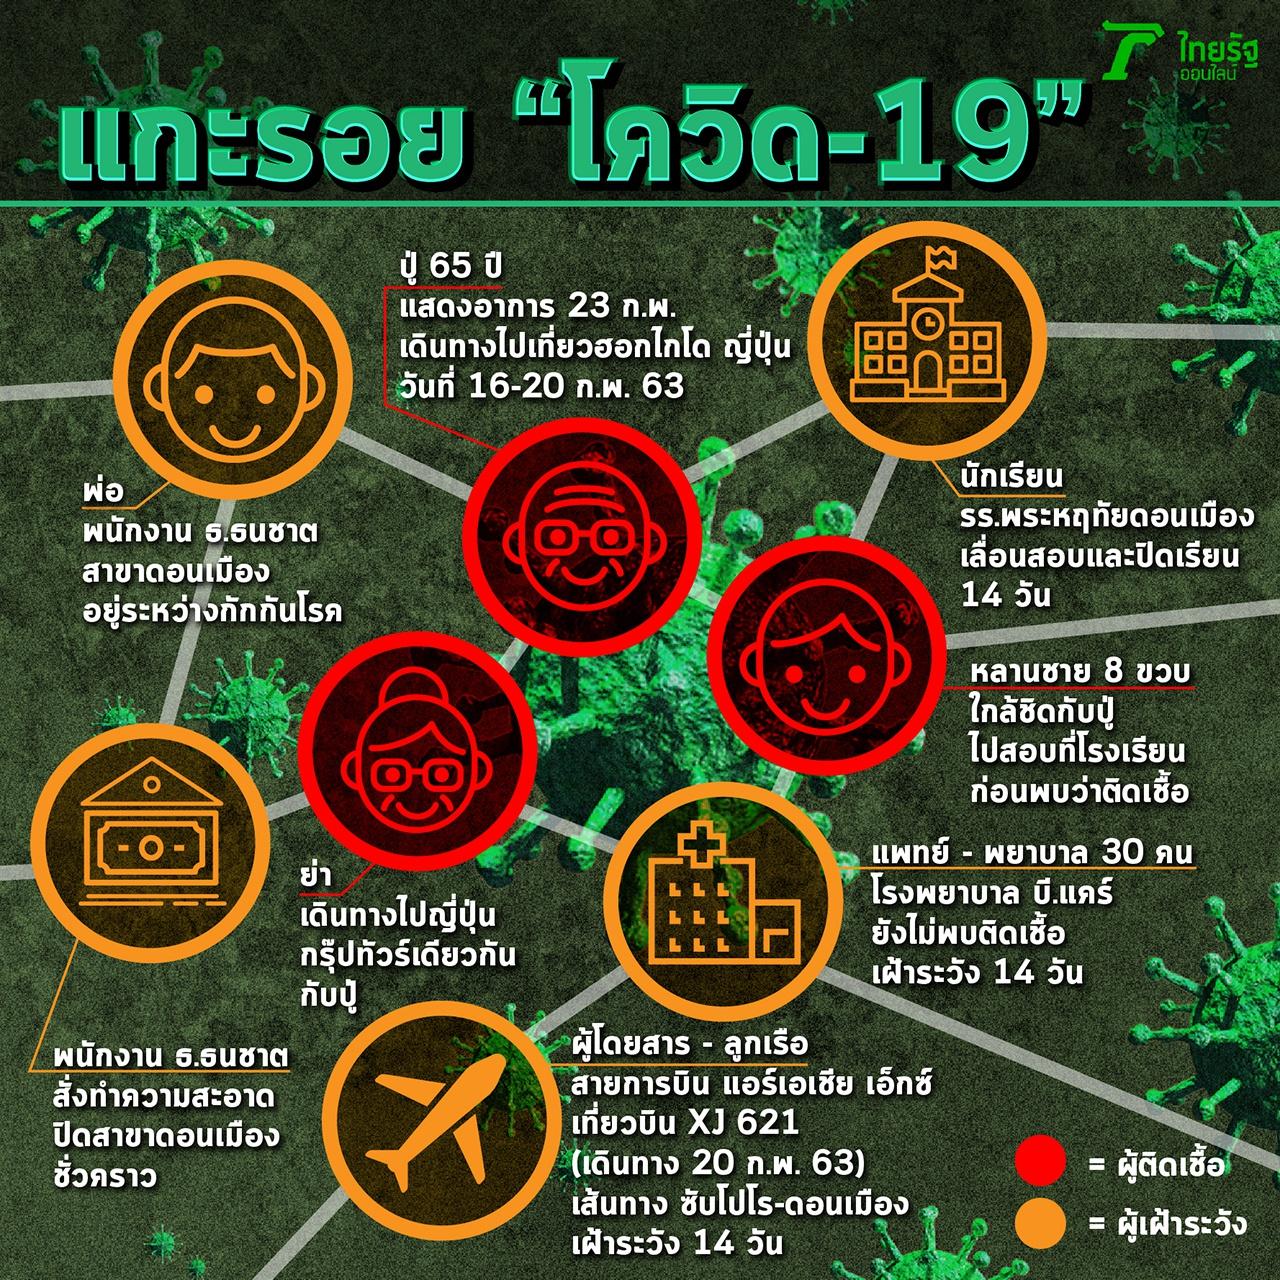 ไทยรัฐ
ออนไลน์
แกะรอย “โควิด-19”
ปู่ 65 ปี
แสดงอาการ 23 ก.พ.
เดินทางไปเที่ยวฮอกไกโด ญี่ปุ่น
วันที่ 16-20 ก.พ. 63
พ่อ
พนักงาน ธ.ธนชาต
สาขาดอนเมือง
อยู่ระหว่างกักกันโรค
นักเรียน
รร.พระหฤทัยดอนเมือง
เลื่อนสอบและปิดเรียน
14 วัน
หลานชาย 8 ขวบ
ใกล้ชิดกับปู่
ไปสอบที่โรงเรียน
ก่อนพบว่าติดเชื้อ
ย่า
เดินทางไปญี่ปุ่น
กรุ๊ปทัวร์เดียวกัน
กับปู่
แพทย์ - พยาบาล 30 คน
โรงพยาบาล บี.แคร์
ยังไม่พบติดเชื้อ
เฝ้าระวัง 14 วัน
พนักงาน ธ.ธนชาต
สั่งทำความสะอาด
ปิดสาขาดอนเมือง
ชั่วคราว
ผู้โดยสาร - ลูกเรือ
สายการบิน แอร์เอเชีย เอ็กซ์
เที่ยวบิน XJ 621
(เดินทาง 20 ก.พ. 63)
เส้นทาง ซัปโปโร-ดอนเมือง
เฝ้าระวัง 14 วัน
= ผู้ติดเชื้อ
= ผู้เฝ้าระวัง